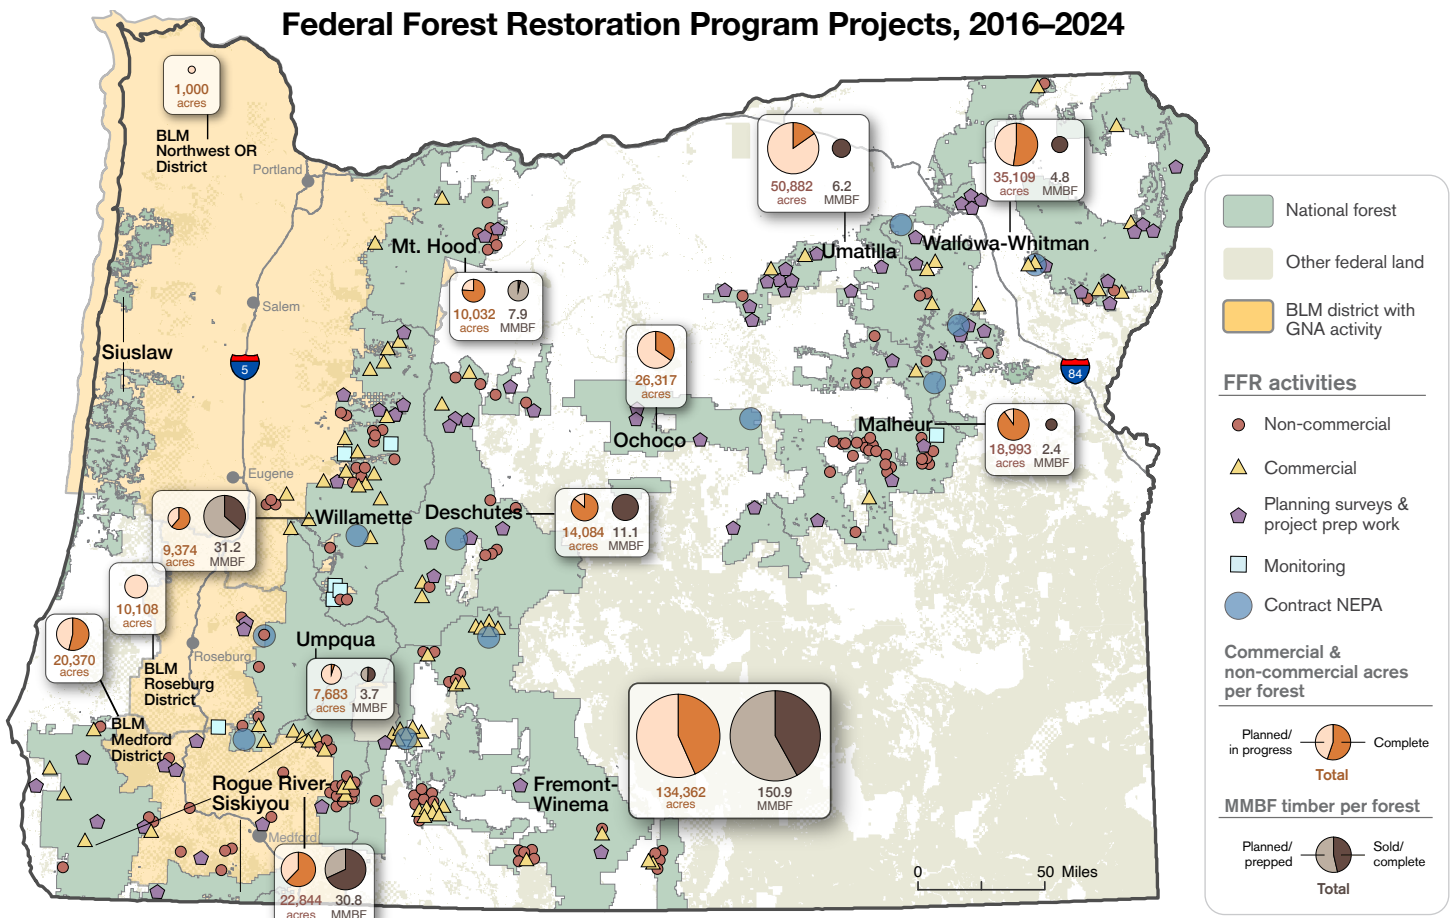 Federal Forest Restoration Program Projects, 2016–2024
1,000
acres
BLM
Northwest OR
District
Portland
Mt. Hood
10,032
acres
7.9
MMBF
50,882
acres
6.2
MMBF
Umatilla
35,109
acres
4.8
MMBF
Wallowa-Whitman
Salem
Siuslaw
5
84
26,317
acres
Ochoco
Malheur
18,993
acres
2.4
MMBF
Eugene
9,374
acres
31.2
MMBF
Willamette
Deschutes
14,084
acres
11.1
MMBF
10,108
acres
BLM
Roseburg
District
20,370
acres
BLM
Medford
District
Roseburg
Umpqua
7,683
acres
3.7
MMBF
Rogue River-
Siskiyou
Medford
22,844
acres
30.8
MMBF
Fremont-
Winema
134,362
acres
150.9
MMBF
0
50 Miles
National forest
Other federal land
BLM district with
GNA activity
FFR activities
Non-commercial
Commercial
Planning surveys &
project prep work
Monitoring
Contract NEPA
Commercial &
non-commercial acres
per forest
Planned/
in progress
Complete
Total
MMBF timber per forest
Planned/
prepped
Sold/
complete
Total